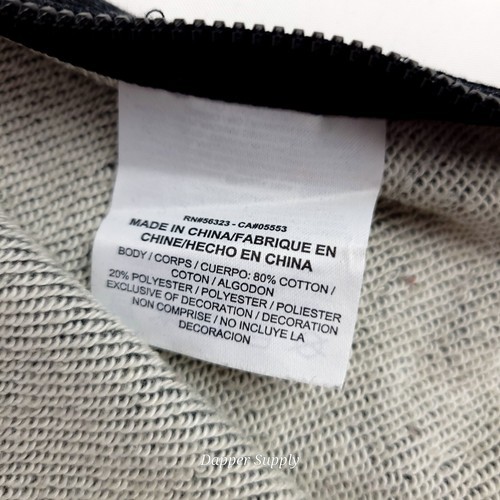 RN#56323 - CA#05553
MADE IN CHINA/FABRIQUE EN
CHINE/HECHO EN CHINA
BODY / CORPS / CUERPO: 80% COTTON /
COTON / ALGODON
20% POLYESTER / POLYESTER / POLIESTER
EXCLUSIVE OF DECORATION / DECORATION
NON COMPRISE / NO INCLUYE LA
DECORACION
Dapper Supply